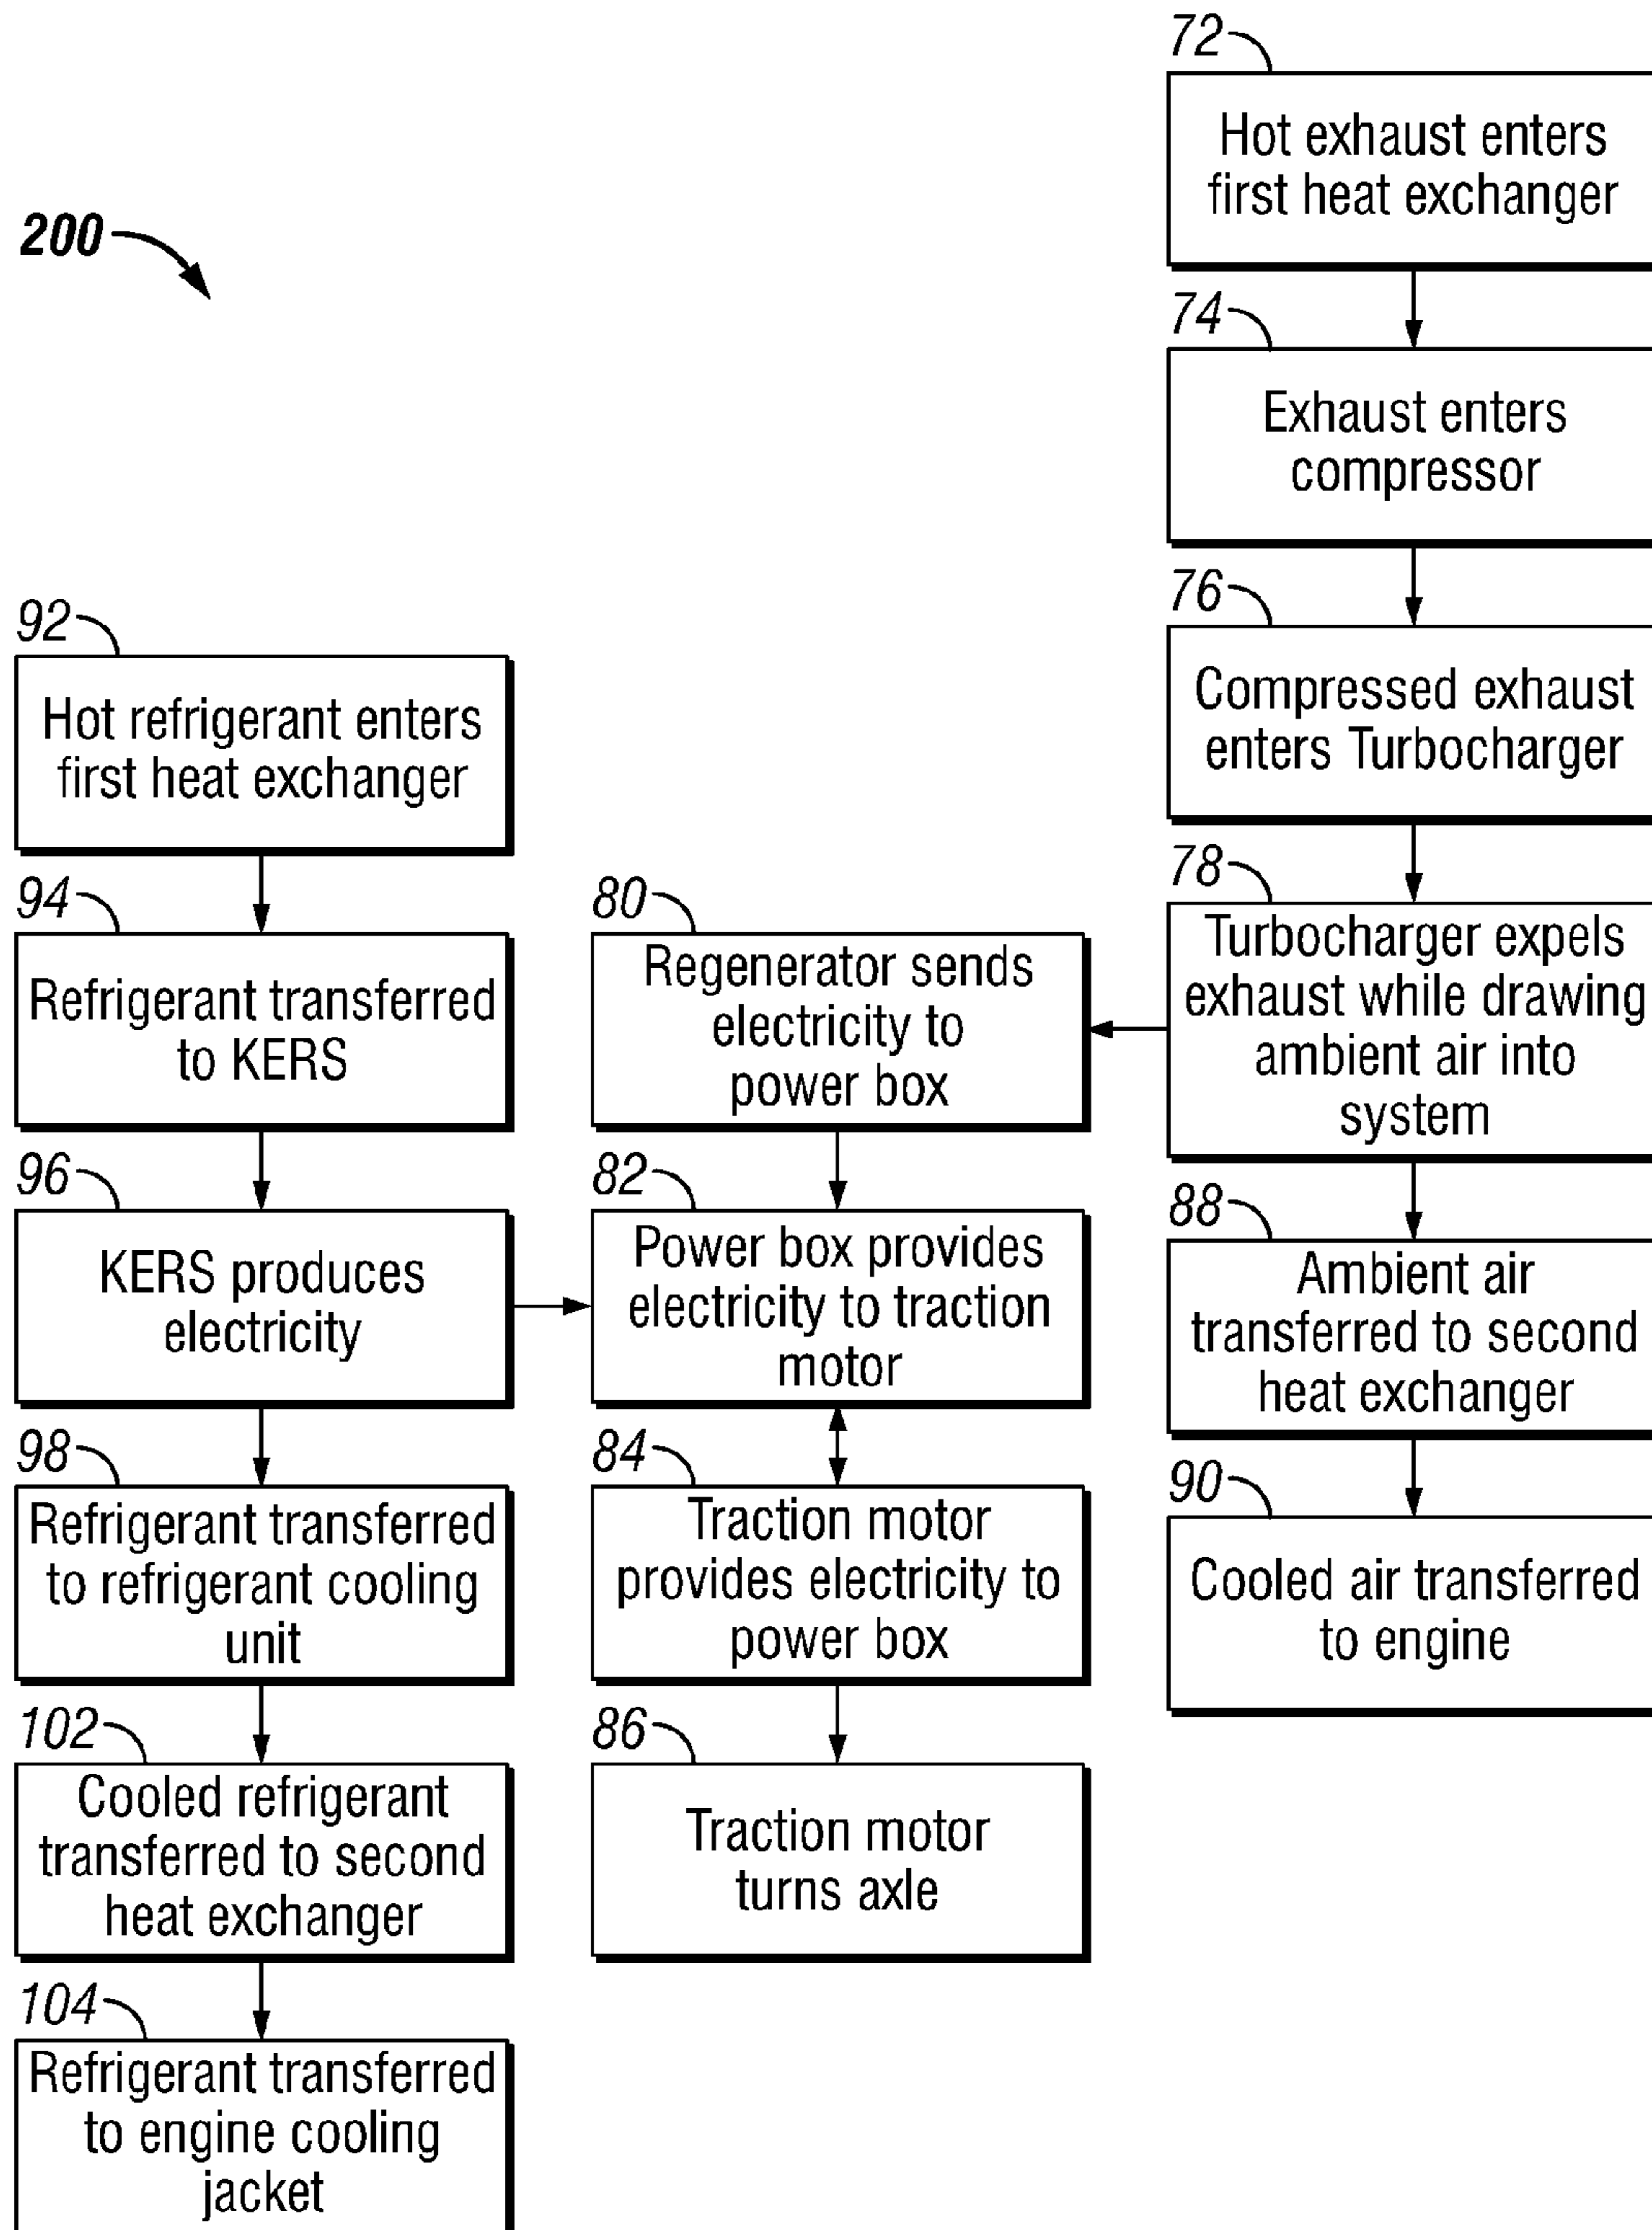 200
72
Hot exhaust enters
first heat exchanger
74
Exhaust enters
compressor
76
Compressed exhaust
enters Turbocharger
78
Turbocharger expels
exhaust while drawing
ambient air into
system
88
Ambient air
transferred to second
heat exchanger
90
Cooled air transferred
to engine
80
Regenerator sends
electricity to
power box
82
Power box provides
electricity to traction
motor
84
Traction motor
provides electricity to
power box
86
Traction motor
turns axle
92
Hot refrigerant enters
first heat exchanger
94
Refrigerant transferred
to KERS
96
KERS produces
electricity
98
Refrigerant transferred
to refrigerant cooling
unit
102
Cooled refrigerant
transferred to second
heat exchanger
104
Refrigerant transferred
to engine cooling
jacket